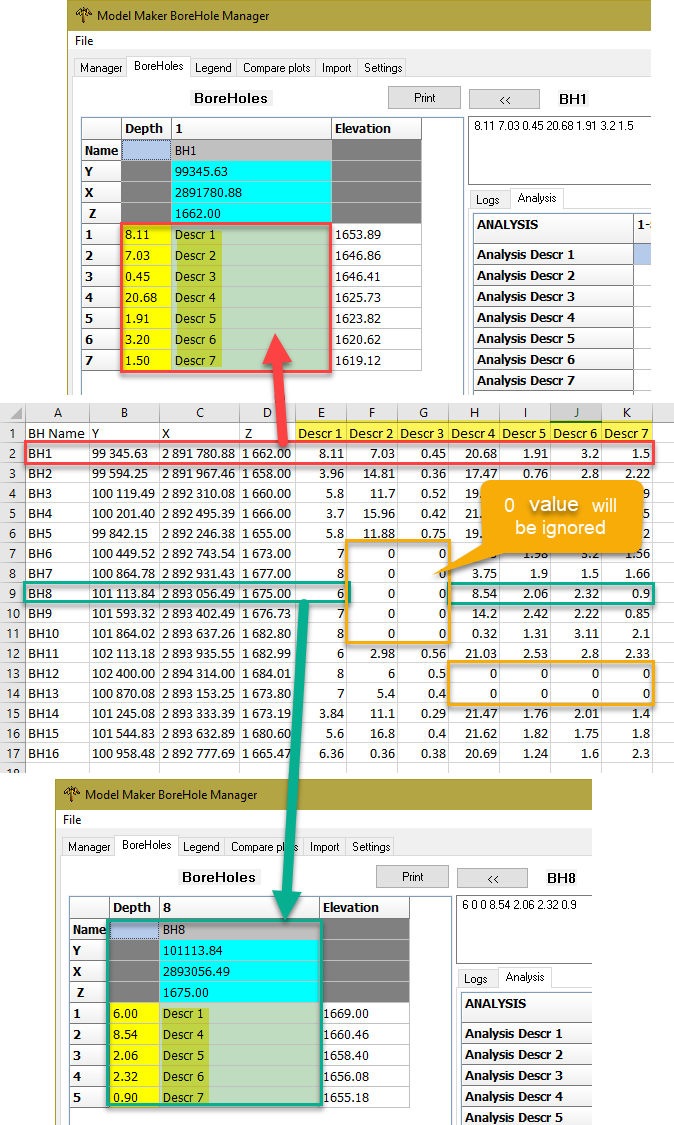 Model Maker BoreHole Manager
File
Manager BoreHoles Legend Compare plots Import Settings
BoreHoles Print << BH1
8.11 7.03 0.45 20.68 1.91 3.2 1.5
Depth 1 Elevation
Name BH1
Y 99345.63
X 2891780.88
Z 1662.00
1 8.11 Descr 1 1653.89
2 7.03 Descr 2 1646.86
3 0.45 Descr 3 1646.41
4 20.68 Descr 4 1625.73
5 1.91 Descr 5 1623.82
6 3.20 Descr 6 1620.62
7 1.50 Descr 7 1619.12
Logs Analysis
ANALYSIS
Analysis Descr 1
Analysis Descr 2
Analysis Descr 3
Analysis Descr 4
Analysis Descr 5
Analysis Descr 6
Analysis Descr 7
A B C D E F G H I J K
1 BH Name Y X Z Descr 1 Descr 2 Descr 3 Descr 4 Descr 5 Descr 6 Descr 7
2 BH1 99 345.63 2 891 780.88 1 662.00 8.11 7.03 0.45 20.68 1.91 3.2 1.5
3 BH2 99 594.25 2 891 967.46 1 658.00 3.96 14.81 0.36 17.47 0.76 2.8 2.22
4 BH3 100 119.49 2 892 310.08 1 660.00 5.8 11.7 0.52 19. 9
5 BH4 100 201.40 2 892 495.39 1 666.00 3.7 15.96 0.42 21.
6 BH5 99 842.15 2 892 246.38 1 655.00 5.8 11.88 0.75 19. 2
7 BH6 100 449.52 2 892 743.54 1 673.00 7 0 0 1.98 3.2 1.56
8 BH7 100 864.78 2 892 931.43 1 677.00 8 0 0 3.75 1.9 1.5 1.66
9 BH8 101 113.84 2 893 056.49 1 675.00 6 0 0 8.54 2.06 2.32 0.9
10 BH9 101 593.32 2 893 402.49 1 676.73 7 0 0 14.2 2.42 2.22 0.85
11 BH10 101 864.02 2 893 637.26 1 682.80 8 0 0 0.32 1.31 3.11 2.1
12 BH11 102 113.18 2 893 935.55 1 682.99 6 2.98 0.56 21.03 2.53 2.8 2.33
13 BH12 102 400.00 2 894 314.00 1 684.01 8 6 0.5 0 0 0 0
14 BH13 100 870.08 2 893 153.25 1 673.80 7 5.4 0.4 0 0 0 0
15 BH14 101 245.08 2 893 333.39 1 673.19 3.84 11.1 0.29 21.47 1.76 2.01 1.4
16 BH15 101 544.83 2 893 632.89 1 680.60 5.6 16.8 0.4 21.62 1.82 1.75 1.8
17 BH16 100 958.48 2 892 777.69 1 665.47 6.36 0.36 0.38 20.69 1.24 1.6 2.3
0 value will
be ignored
Model Maker BoreHole Manager
File
Manager BoreHoles Legend Compare Import Settings
BoreHoles Print << BH8
6 0 0 8.54 2.06 2.32 0.9
Depth 8 Elevation
Name BH8
Y 101113.84
X 2893056.49
Z 1675.00
1 6.00 Descr 1 1669.00
2 8.54 Descr 4 1660.46
3 2.06 Descr 5 1658.40
4 2.32 Descr 6 1656.08
5 0.90 Descr 7 1655.18
Logs Analysis
ANALYSIS
Analysis Descr 1
Analysis Descr 2
Analysis Descr 3
Analysis Descr 4
Analysis Descr 5